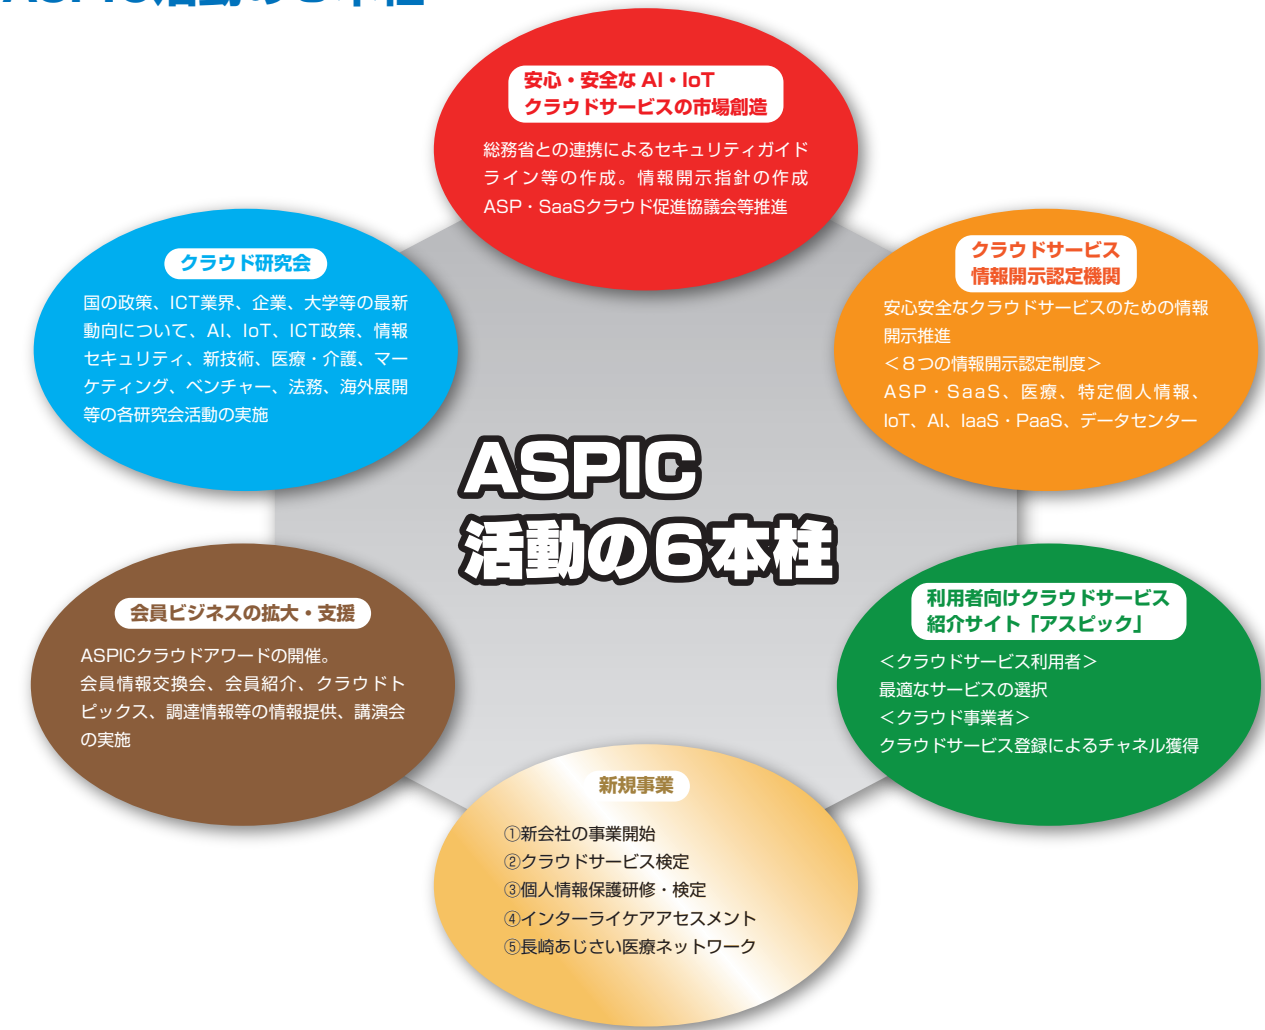 ASPIC活動の6本柱
安心・安全な AI・IoT
クラウドサービスの市場創造
総務省との連携によるセキュリティガイド
ライン等の作成。情報開示指針の作成
ASP・SaaSクラウド促進協議会等推進
クラウドサービス
情報開示認定機関
安心安全なクラウドサービスのための情報
開示推進
＜８つの情報開示認定制度＞
ASP・SaaS、医療、特定個人情報、
IoT、AI、IaaS・PaaS、データセンター
利用者向けクラウドサービス
紹介サイト「アスピック」
＜クラウドサービス利用者＞
最適なサービスの選択
＜クラウド事業者＞
クラウドサービス登録によるチャネル獲得
新規事業
①新会社の事業開始
②クラウドサービス検定
③個人情報保護研修・検定
④インターライケアアセスメント
⑤長崎あじさい医療ネットワーク
会員ビジネスの拡大・支援
ASPICクラウドアワードの開催。
会員情報交換会、会員紹介、クラウドト
ピックス、調達情報等の情報提供、講演会
の実施
クラウド研究会
国の政策、ICT業界、企業、大学等の最新
動向について、AI、IoT、ICT政策、情報
セキュリティ、新技術、医療・介護、マー
ケティング、ベンチャー、法務、海外展開
等の各研究会活動の実施
ASPIC
活動の6本柱